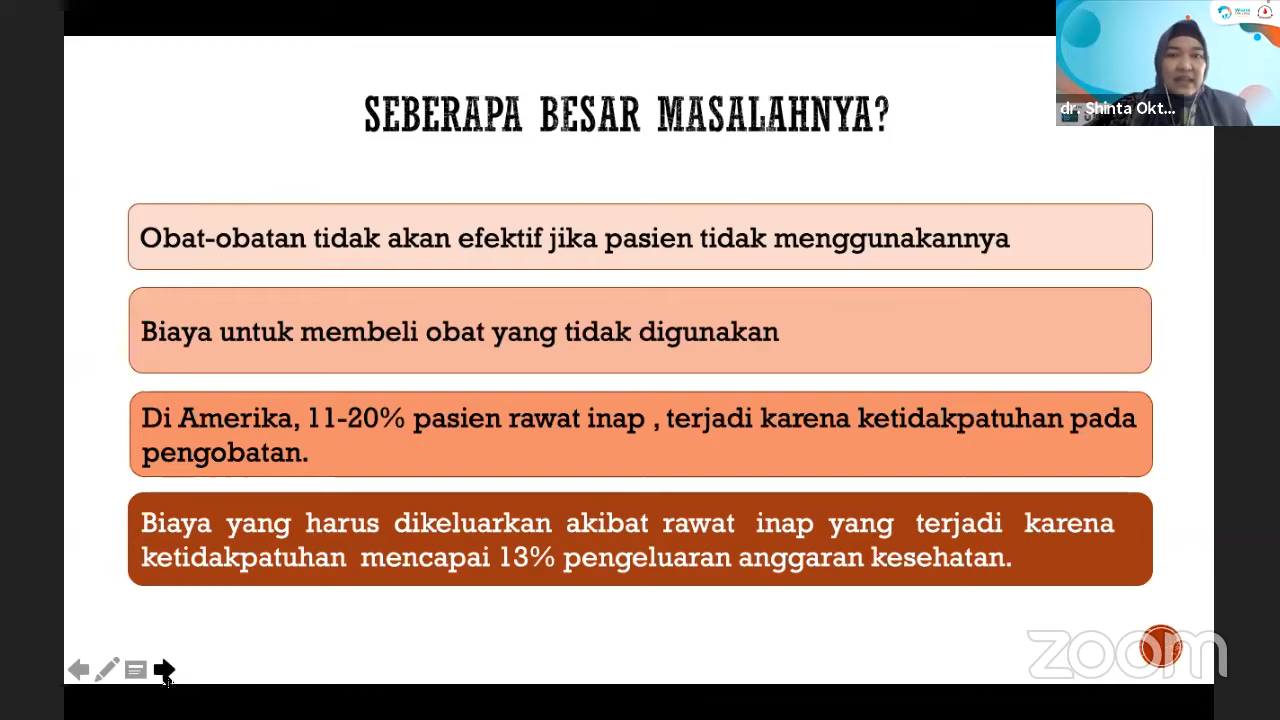 SEBERAPA BESAR MASALAHNYA?
dr. Shinta Okt...
Obat-obatan tidak akan efektif jika pasien tidak menggunakannya
Biaya untuk membeli obat yang tidak digunakan
Di Amerika, 11-20% pasien rawat inap , terjadi karena ketidakpatuhan pada
pengobatan.
Biaya yang harus dikeluarkan akibat rawat inap yang terjadi karena
ketidakpatuhan mencapai 13% pengeluaran anggaran kesehatan.
zoom